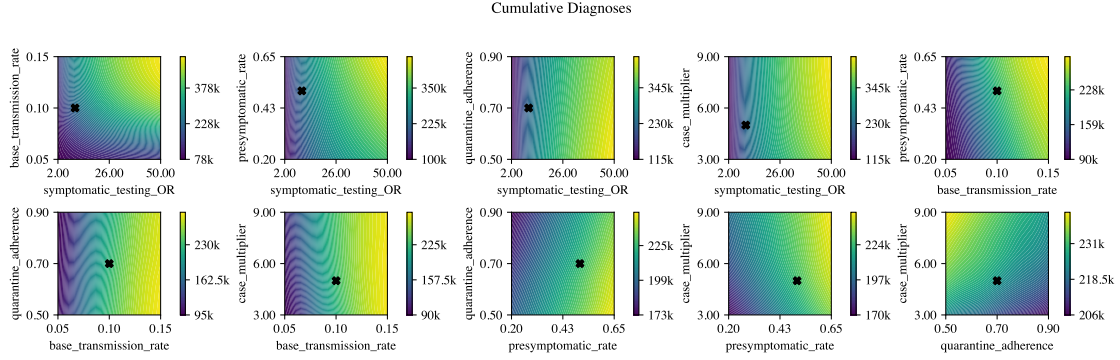 Cumulative Diagnoses
base_transmission_rate
0.15
0.10
0.05
2.00 26.00 50.00
symptomatic_testing_OR
378k
228k
78k
presymptomatic_rate
0.65
0.43
0.20
2.00 26.00 50.00
symptomatic_testing_OR
350k
225k
100k
quarantine_adherence
0.90
0.70
0.50
2.00 26.00 50.00
symptomatic_testing_OR
345k
230k
115k
case_multiplier
9.00
6.00
3.00
2.00 26.00 50.00
symptomatic_testing_OR
345k
230k
115k
presymptomatic_rate
0.65
0.43
0.20
0.05 0.10 0.15
base_transmission_rate
228k
159k
90k
quarantine_adherence
0.90
0.70
0.50
0.05 0.10 0.15
base_transmission_rate
230k
162.5k
95k
case_multiplier
9.00
6.00
3.00
0.05 0.10 0.15
base_transmission_rate
225k
157.5k
90k
quarantine_adherence
0.90
0.70
0.50
0.20 0.43 0.65
presymptomatic_rate
225k
199k
173k
case_multiplier
9.00
6.00
3.00
0.20 0.43 0.65
presymptomatic_rate
224k
197k
170k
case_multiplier
9.00
6.00
3.00
0.50 0.70 0.90
quarantine_adherence
231k
218.5k
206k